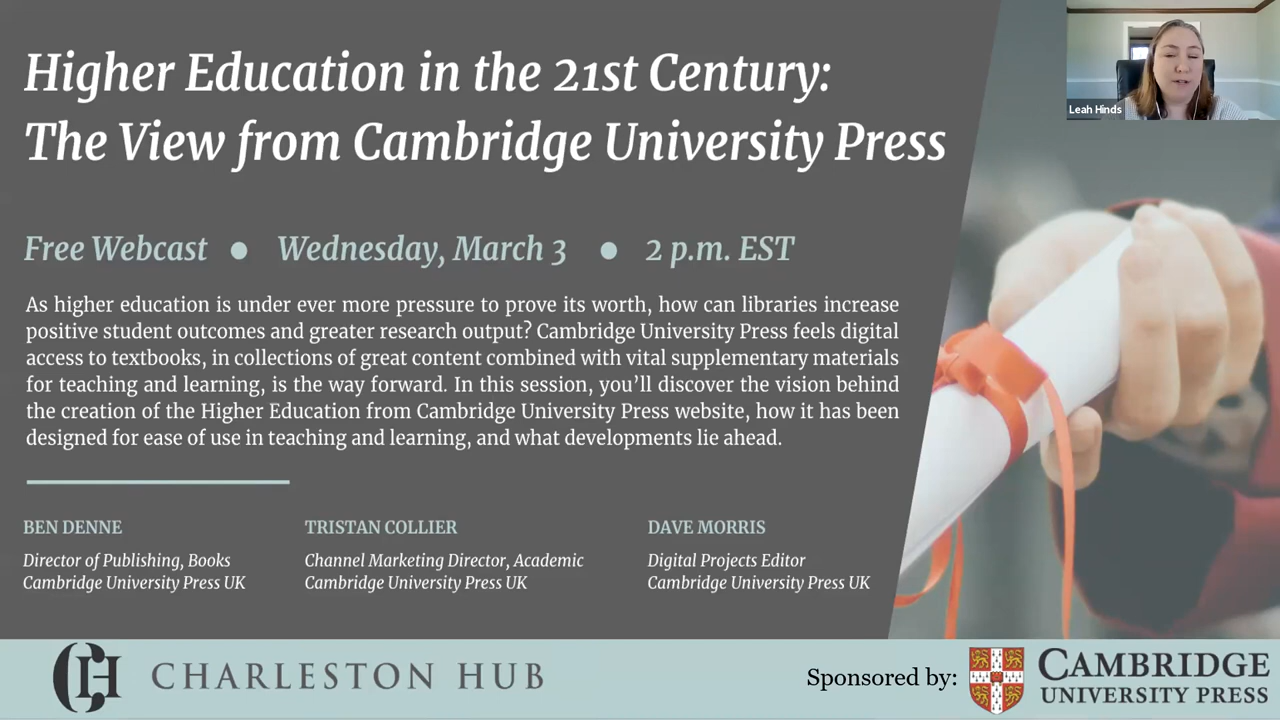 Higher Education in the 21st Century:
The View from Cambridge University Press
Leah Hinds
Free Webcast ● Wednesday, March 3 ● 2 p.m. EST
As higher education is under ever more pressure to prove its worth, how can libraries increase
positive student outcomes and greater research output? Cambridge University Press feels digital
access to textbooks, in collections of great content combined with vital supplementary materials
for teaching and learning, is the way forward. In this session, you’ll discover the vision behind
the creation of the Higher Education from Cambridge University Press website, how it has been
designed for ease of use in teaching and learning, and what developments lie ahead.
BEN DENNE
Director of Publishing, Books
Cambridge University Press UK
TRISTAN COLLIER
Channel Marketing Director, Academic
Cambridge University Press UK
DAVE MORRIS
Digital Projects Editor
Cambridge University Press UK
CH CHARLESTON HUB
Sponsored by:
CAMBRIDGE
UNIVERSITY PRESS